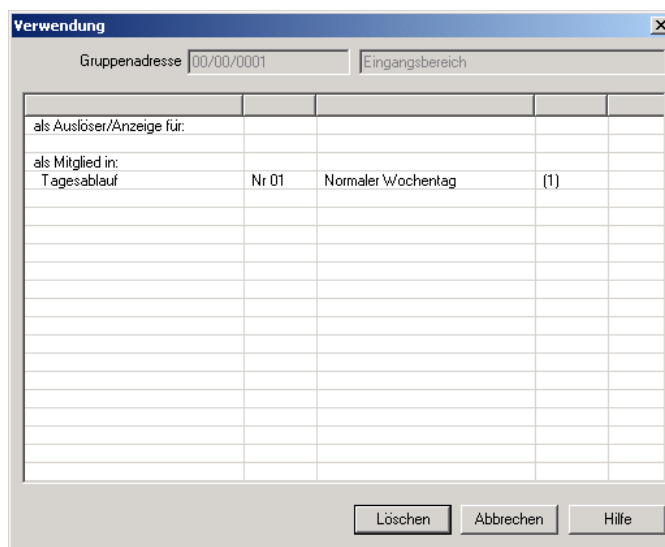 Verwendung
Gruppenadresse 00/00/0001 Eingangsbereich
als Auslöser/Anzeige für:
als Mitglied in:
Tagesablauf Nr 01 Normaler Wochentag (1)
Löschen Abbrechen Hilfe